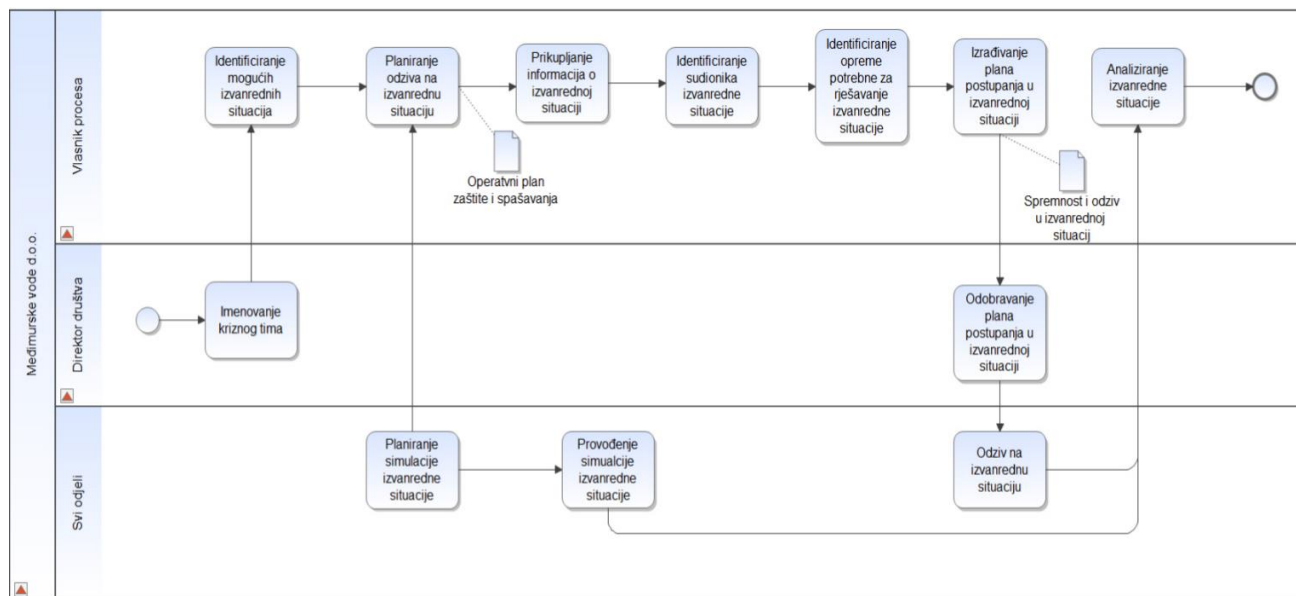 Međimurske vode d.o.o.
Vlasnik procesa
Identificiranje
mogućih
izvanrednih
situacija
Planiranje
odziva na
izvanrednu
situaciju
Prikupljanje
informacija o
izvanrednoj
situaciji
Identificiranje
sudionika
izvanredne
situacije
Identificiranje
opreme
potrebne za
rješavanje
izvanredne
situacije
Izrađivanje
plana
postupanja u
izvanrednoj
situaciji
Analiziranje
izvanredne
situacije
Operatvni plan
zaštite i spašavanja
Spremnost i odziv
u izvanrednoj
situacij
Direktor društva
Imenovanje
kriznog tima
Odobravanje
plana
postupanja u
izvanrednoj
situaciji
Svi odjeli
Planiranje
simulacije
izvanredne
situacije
Provođenje
simualcije
izvanredne
situacije
Odziv na
izvanrednu
situaciju